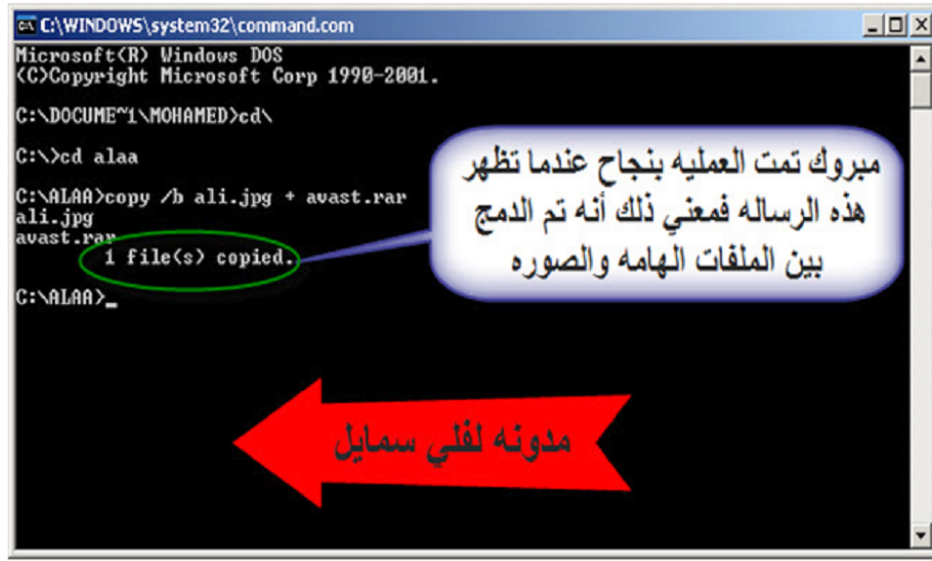 C:\WINDOWS\system32\command.com
Microsoft(R) Windows DOS
(C)Copyright Microsoft Corp 1990-2001.
C:\DOCUME~1\MOHAMED>cd\
C:\>cd alaa
C:\ALAA>copy /b ali.jpg + avast.rar
ali.jpg
avast.rar
1 file(s) copied.
C:\ALAA>_
مبروك تمت العمليه بنجاح عندما تظهر
هذه الرساله فمعني ذلك أنه تم الدمج
بين الملفات الهامه والصوره
مدونه لفلي سمايل